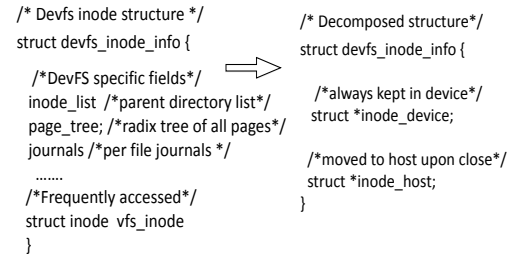 /* Devfs inode structure */
struct devfs_inode_info {
/*DevFS specific fields*/
inode_list /*parent directory list*/
page_tree; /*radix tree of all pages*/
journals /*per file journals */
.......
/*Frequently accessed*/
struct inode vfs_inode
}
/* Decomposed structure*/
struct devfs_inode_info {
/*always kept in device*/
struct *inode_device;
/*moved to host upon close*/
struct *inode_host;
}